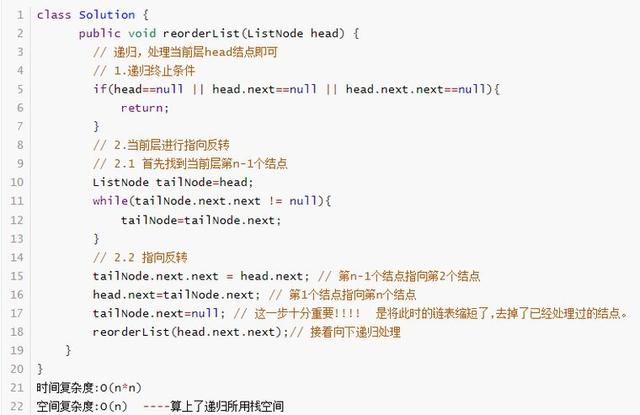 1 class Solution {
2 public void reorderList(ListNode head) {
3 // 递归，处理当前层head结点即可
4 // 1.递归终止条件
5 if(head==null || head.next==null || head.next.next==null){
6 return;
7 }
8 // 2.当前层进行指向反转
9 // 2.1 首先找到当前层第n-1个结点
10 ListNode tailNode=head;
11 while(tailNode.next.next != null){
12 tailNode=tailNode.next;
13 }
14 // 2.2 指向反转
15 tailNode.next.next = head.next; // 第n-1个结点指向第2个结点
16 head.next=tailNode.next; // 第1个结点指向第n个结点
17 tailNode.next=null; // 这一步十分重要!!!! 是将此时的链表缩短了,去掉了已经处理过的结点。
18 reorderList(head.next.next);// 接着向下递归处理
19 }
20 }
21 时间复杂度:O(n*n)
22 空间复杂度:O(n) ----算上了递归所用栈空间